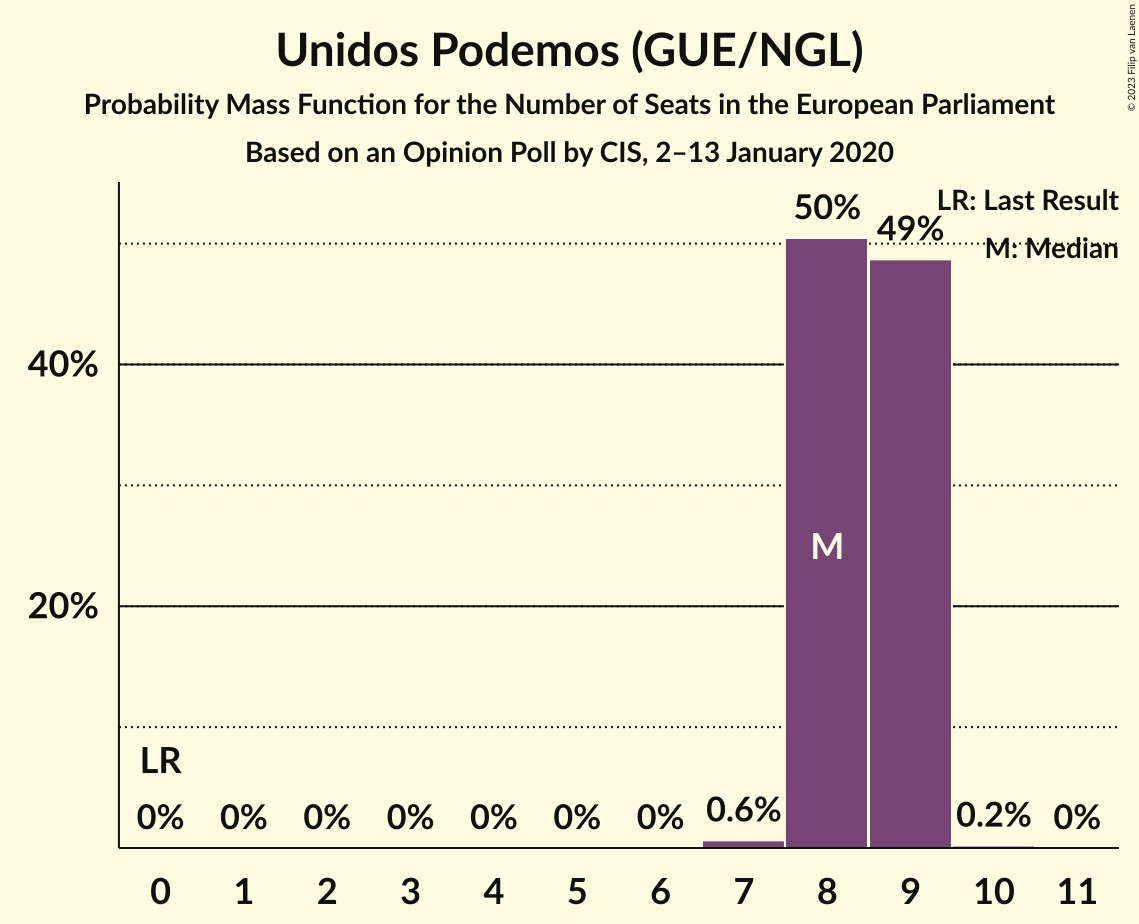 Unidos Podemos (GUE/NGL)
Probability Mass Function for the Number of Seats in the European Parliament
Based on an Opinion Poll by CIS, 2–13 January 2020
© 2023 Filip van Laenen
LR: Last Result
M: Median
50%
49%
40%
20%
M
LR
0% 0% 0% 0% 0% 0% 0% 0.6% 0.2% 0%
0 1 2 3 4 5 6 7 8 9 10 11